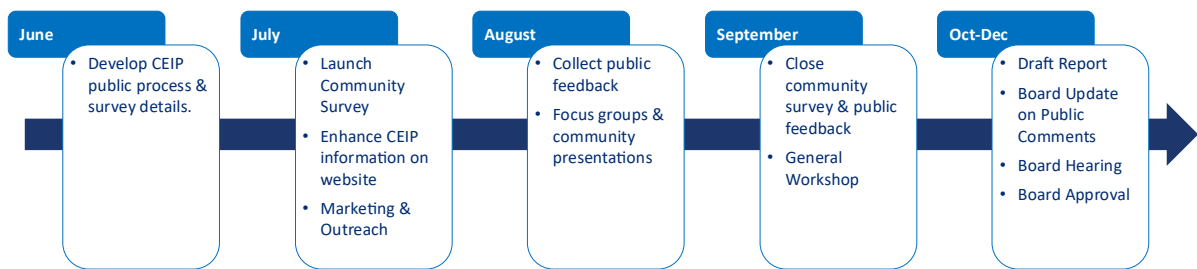 June
• Develop CEIP
public process &
survey details.
July
• Launch
Community
Survey
• Enhance CEIP
information on
website
• Marketing &
Outreach
August
• Collect public
feedback
• Focus groups &
community
presentations
September
• Close
community
survey & public
feedback
• General
Workshop
Oct-Dec
• Draft Report
• Board Update
on Public
Comments
• Board Hearing
• Board Approval